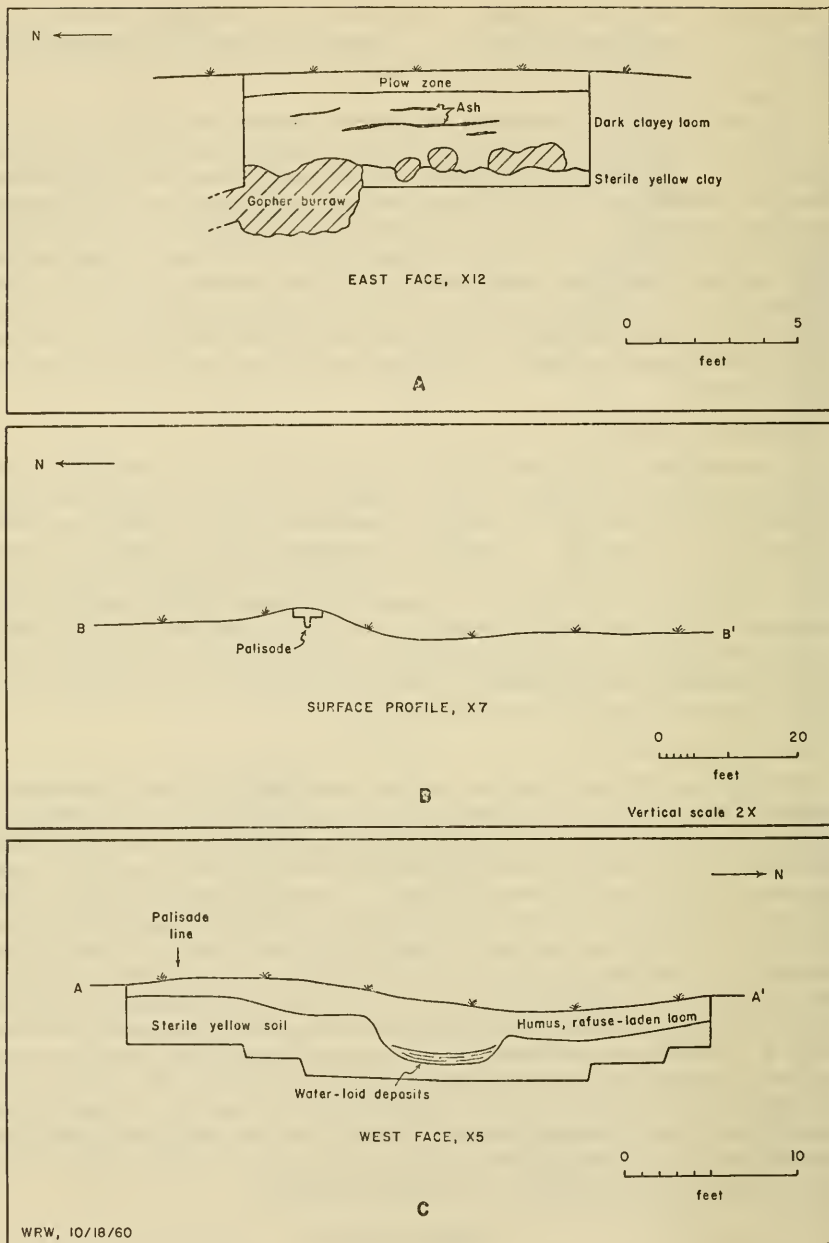 N
Plow zone
Ash
Dark clayey loam
Sterile yellow clay
Gopher burrow
EAST FACE, X12
0 5
feet
A
N
B B'
Palisade
SURFACE PROFILE, X7
0 20
feet
B
Vertical scale 2X
N
Palisade
line
A A'
Sterile yellow soil Humus, refuse-laden loam
Water-laid deposits
WEST FACE, X5
0 10
feet
C
WRW, 10/18/60